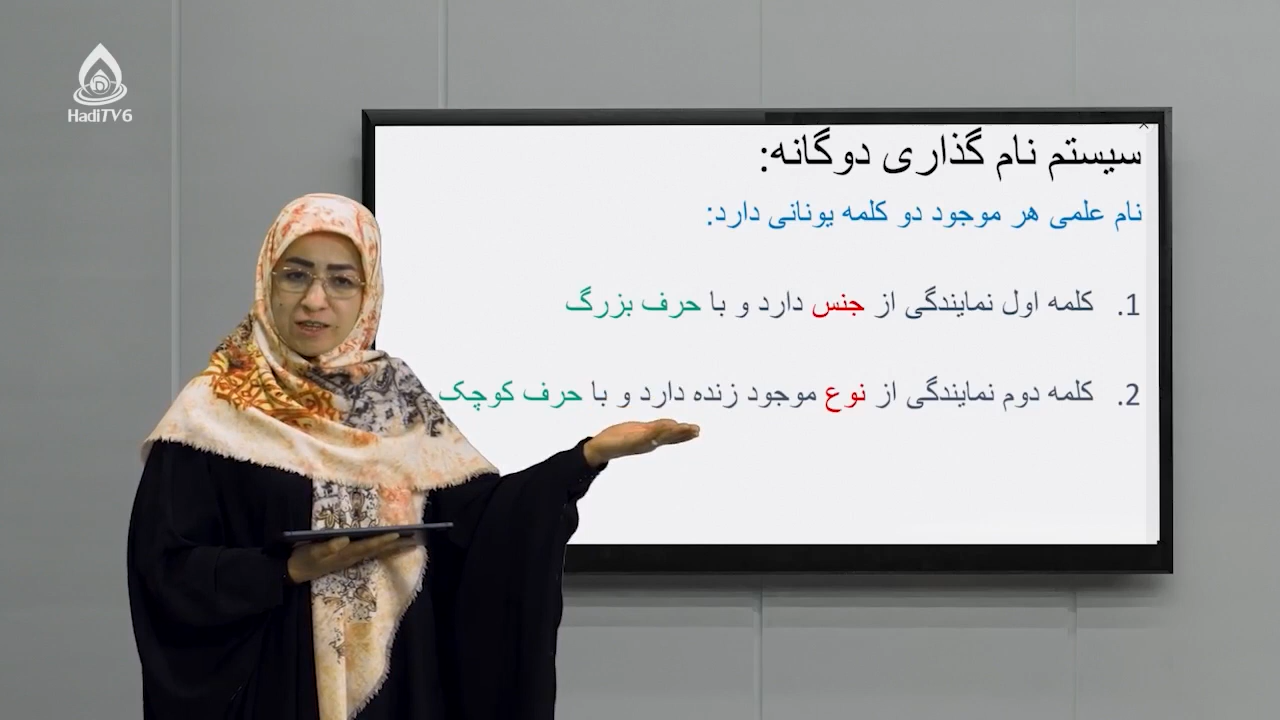 HadiTV6
سیستم نام گذاری دوگانه:
نام علمی هر موجود دو کلمه یونانی دارد:
1. کلمه اول نمایندگی از جنس دارد و با حرف بزرگ
2. کلمه دوم نمایندگی از نوع موجود زنده دارد و با حرف کوچک